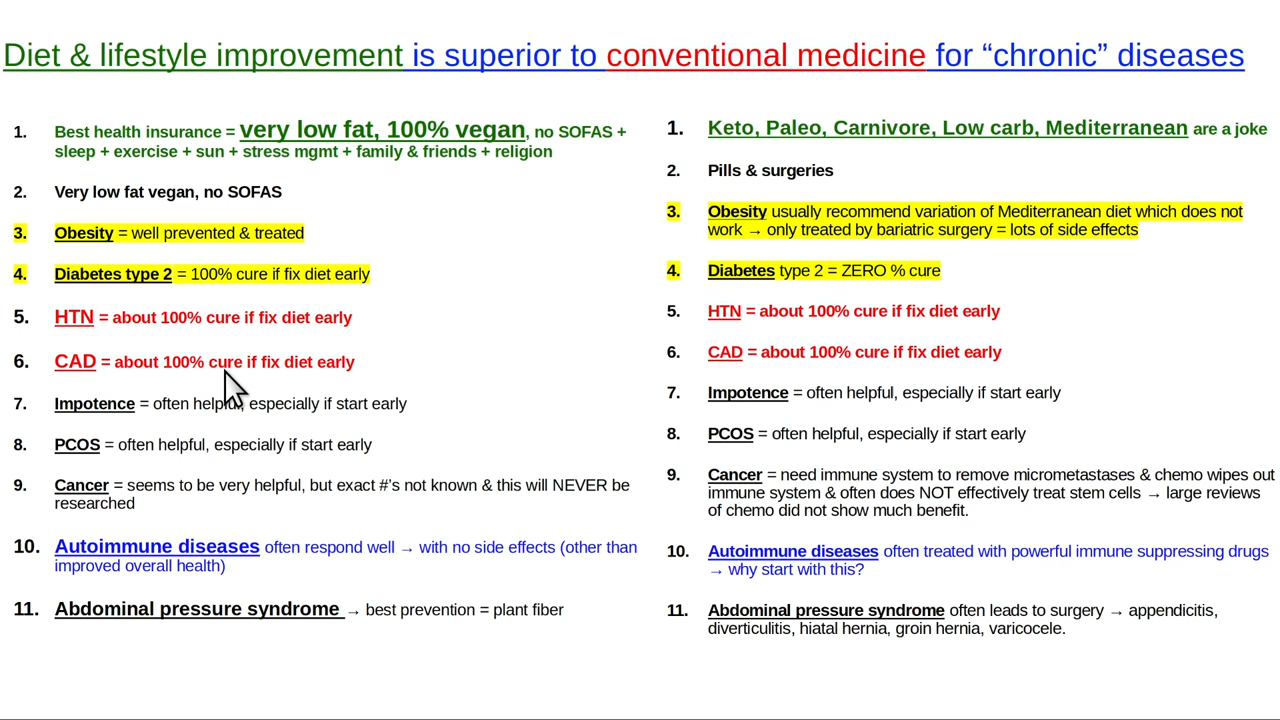 Diet & lifestyle improvement is superior to conventional medicine for “chronic” diseases
1. Best health insurance = very low fat, 100% vegan, no SOFAS +
sleep + exercise + sun + stress mgmt + family & friends + religion
2. Very low fat vegan, no SOFAS
3. Obesity = well prevented & treated
4. Diabetes type 2 = 100% cure if fix diet early
5. HTN = about 100% cure if fix diet early
6. CAD = about 100% cure if fix diet early
7. Impotence = often helpful, especially if start early
8. PCOS = often helpful, especially if start early
9. Cancer = seems to be very helpful, but exact #’s not known & this will NEVER be
researched
10. Autoimmune diseases often respond well → with no side effects (other than
improved overall health)
11. Abdominal pressure syndrome → best prevention = plant fiber
1. Keto, Paleo, Carnivore, Low carb, Mediterranean are a joke
2. Pills & surgeries
3. Obesity usually recommend variation of Mediterranean diet which does not
work → only treated by bariatric surgery = lots of side effects
4. Diabetes type 2 = ZERO % cure
5. HTN = about 100% cure if fix diet early
6. CAD = about 100% cure if fix diet early
7. Impotence = often helpful, especially if start early
8. PCOS = often helpful, especially if start early
9. Cancer = need immune system to remove micrometastases & chemo wipes out
immune system & often does NOT effectively treat stem cells → large reviews
of chemo did not show much benefit.
10. Autoimmune diseases often treated with powerful immune suppressing drugs
→ why start with this?
11. Abdominal pressure syndrome often leads to surgery → appendicitis,
diverticulitis, hiatal hernia, groin hernia, varicocele.